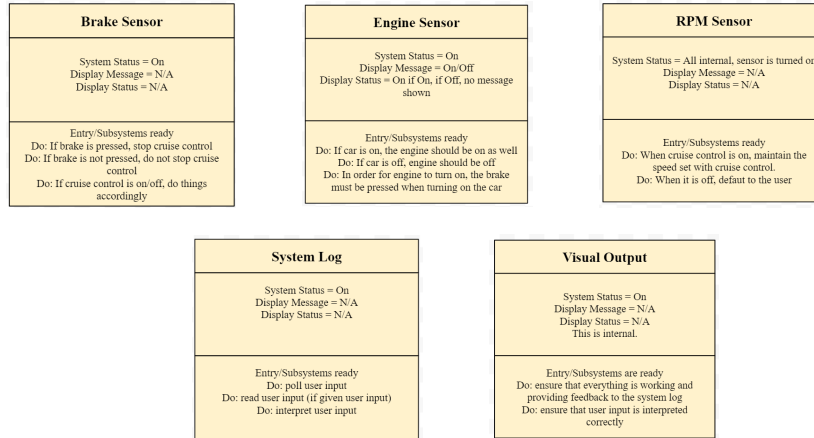 Brake Sensor
System Status = On
Display Message = N/A
Display Status = N/A
Entry/Subsystems ready
Do: If brake is pressed, stop cruise control
Do: If brake is not pressed, do not stop cruise
control
Do: If cruise control is on/off, do things
accordingly
Engine Sensor
System Status = On
Display Message = On/Off
Display Status = On if On, if Off, no message
shown
Entry/Subsystems ready
Do: If car is on, the engine should be on as well
Do: If car is off, engine should be off
Do: In order for engine to turn on, the brake
must be pressed when turning on the car
RPM Sensor
System Status = All internal, sensor is turned on
Display Message = N/A
Display Status = N/A
Entry/Subsystems ready
Do: When cruise control is on, maintain the
speed set with cruise control.
Do: When it is off, defaut to the user
System Log
System Status = On
Display Message = N/A
Display Status = N/A
Entry/Subsystems ready
Do: poll user input
Do: read user input (if given user input)
Do: interpret user input
Visual Output
System Status = On
Display Message = N/A
Display Status = N/A
This is internal.
Entry/Subsystems are ready
Do: ensure that everything is working and
providing feedback to the system log
Do: ensure that user input is interpreted
correctly